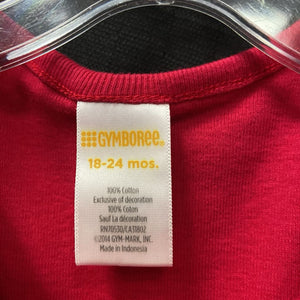 GYMBOREE®
18-24 mos.
100% Cotton
Exclusive of decoration
100% Coton
Sauf La décoration
RN70530/CA11802
©2014 GYM-MARK, INC.
Made in Indonesia